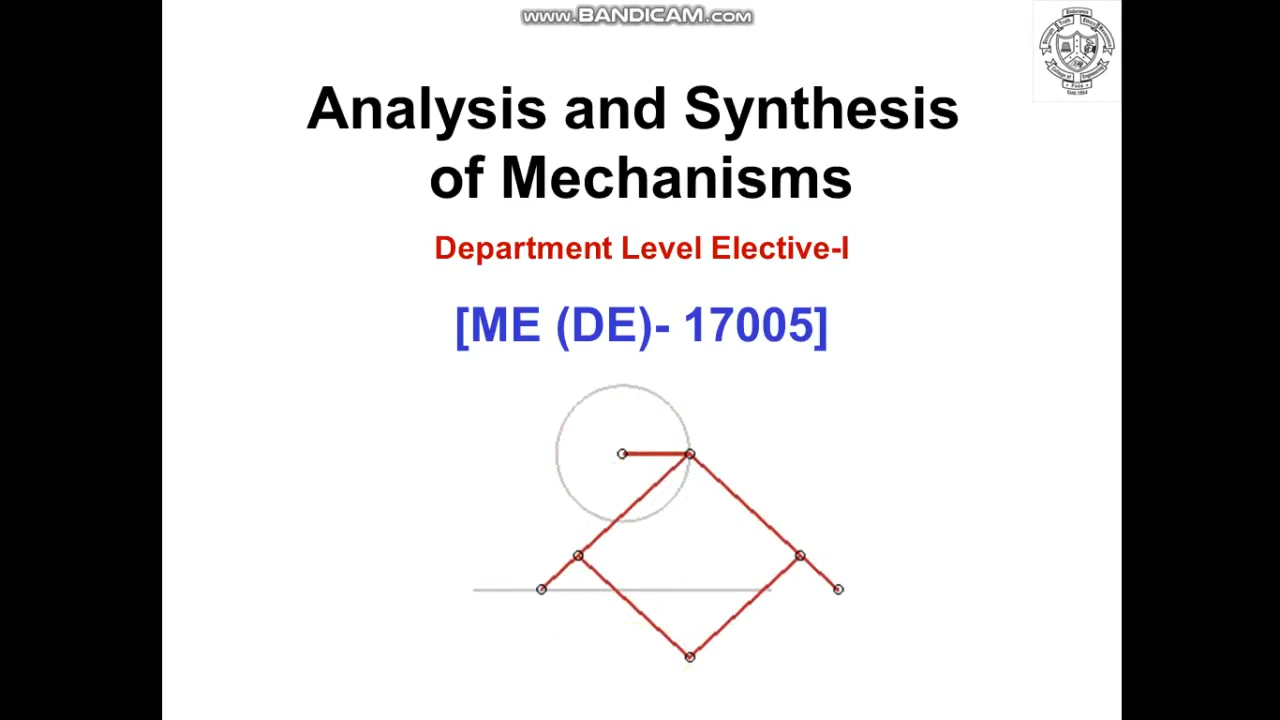 www.BANDICAM.com
Analysis and Synthesis
of Mechanisms
Department Level Elective-I
[ME (DE)- 17005]